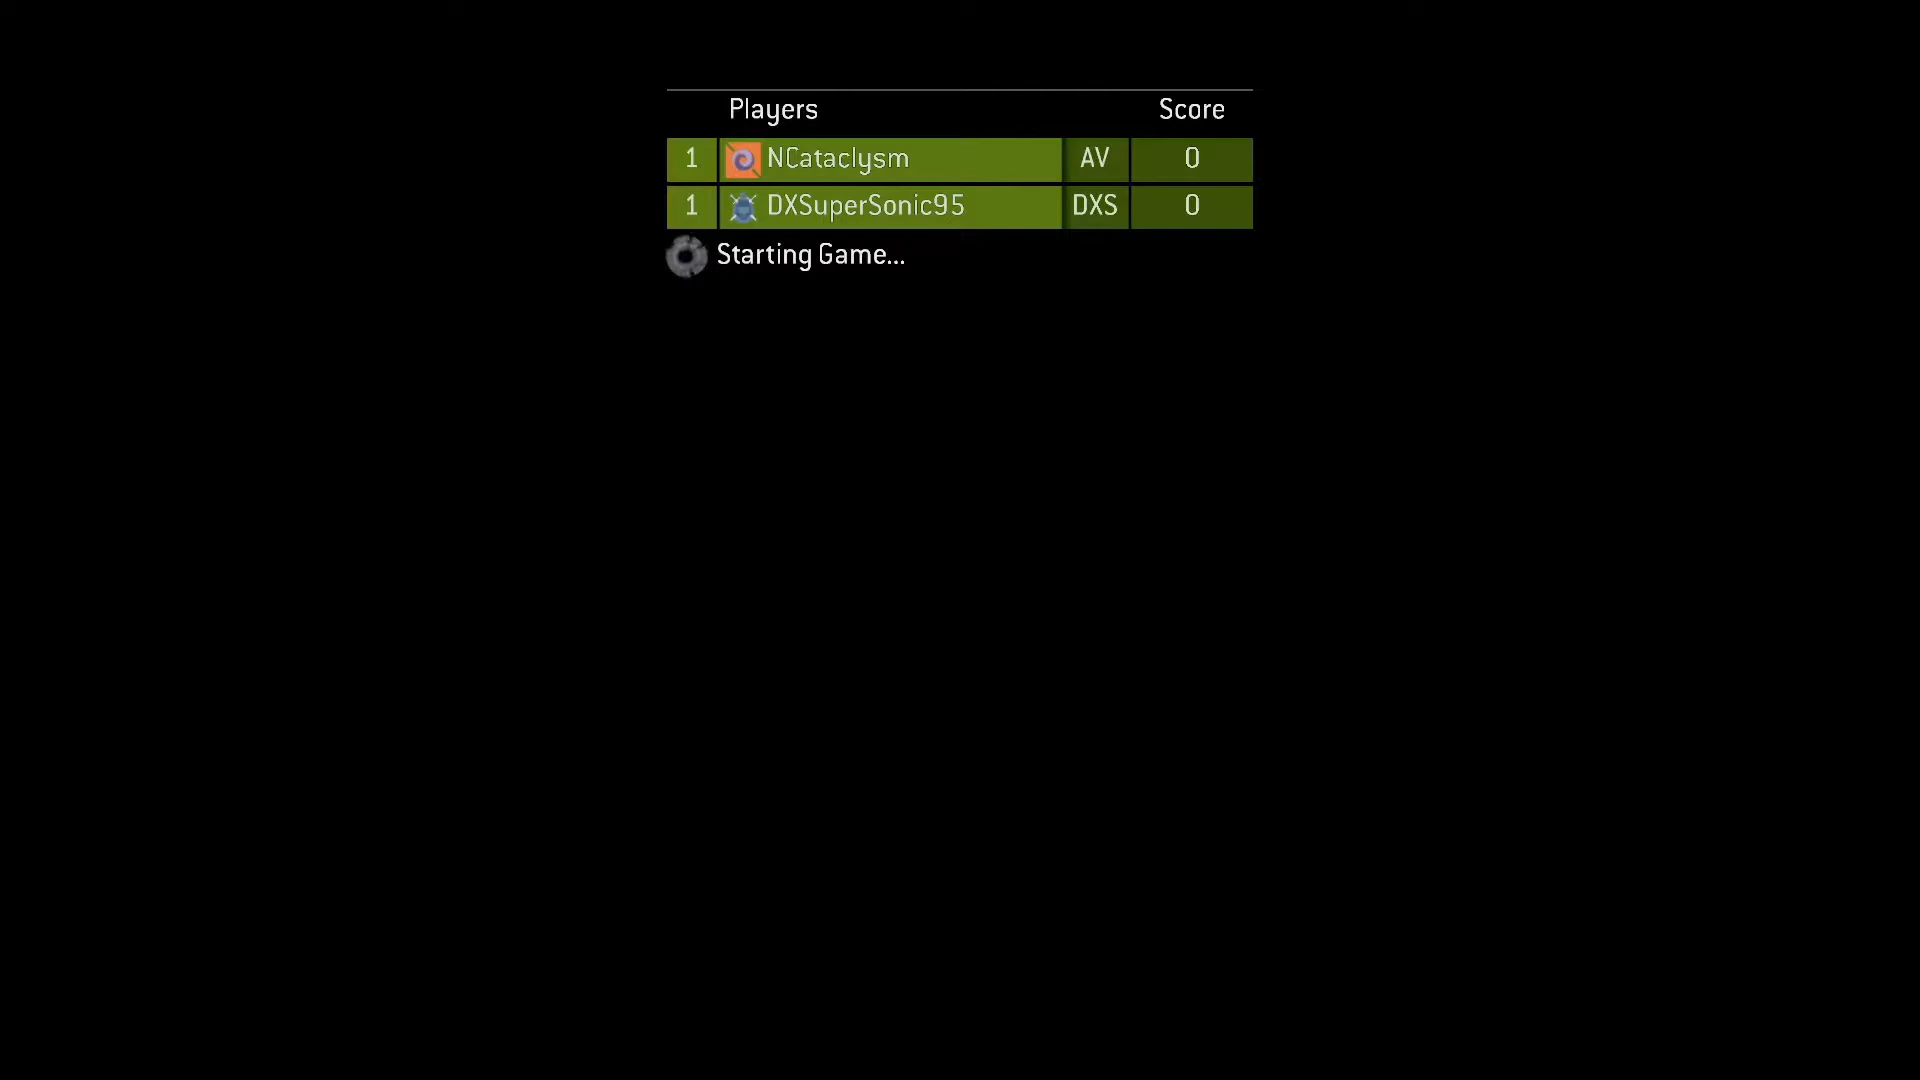 Players Score
1 NCataclysm AV 0
1 DXSuperSonic95 DXS 0
Starting Game...